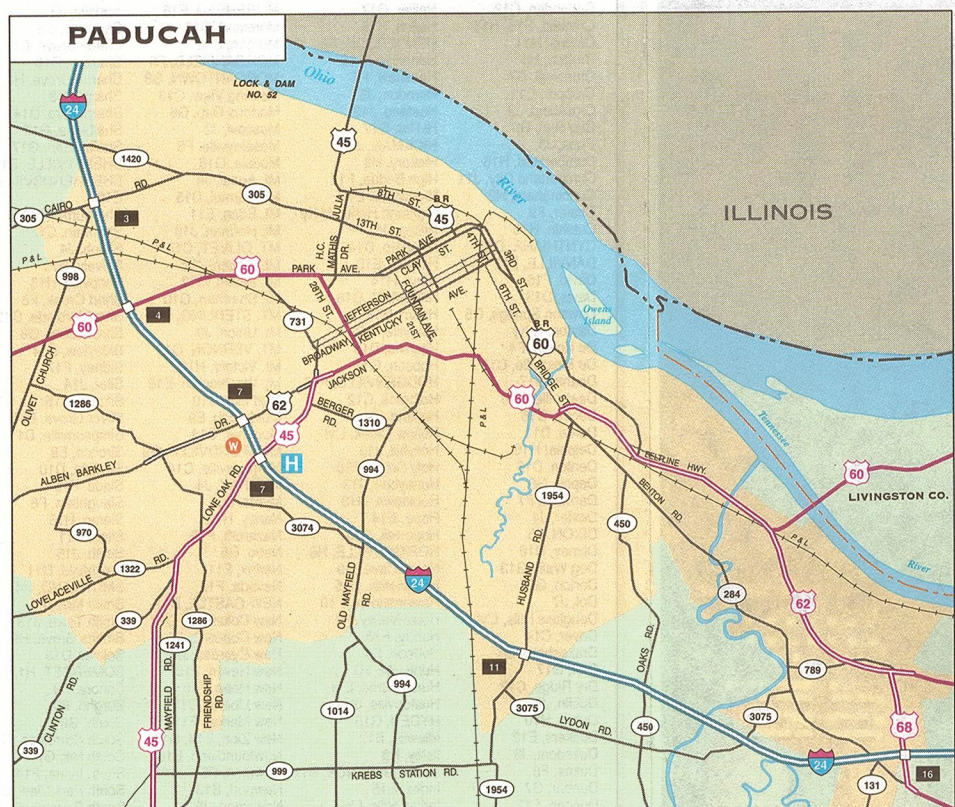 PADUCAH
Ohio
LOCK & DAM
NO. 52
24
45
1420
CAIRO RD.
305
305
8TH ST.
BR
45
River
ILLINOIS
3
JULIA
13TH ST.
4TH ST.
3RD ST.
P & L
P & L
H.C. MATHIS DR.
PARK AVE.
CLAY ST.
998
60
PARK AVE.
28TH ST.
JEFFERSON
FOUNTAIN AVE.
AVE.
6TH ST.
Owens
Island
4
731
60
BROADWAY
KENTUCKY
21ST
BR
60
OLIVET CHURCH
JACKSON
BRIDGE ST.
7
1286
62
60
BERGER RD.
1310
P & L
Tennessee
DR.
45
W
H
BELTLINE HWY.
60
ALBEN BARKLEY
LONE OAK RD.
994
7
1954
BENTON RD.
LIVINGSTON CO.
970
3074
450
P & L
1322
LOVELACEVILLE RD.
24
HUSBAND RD.
River
284
339
1286
OLD MAYFIELD RD.
62
1241
OAKS RD.
11
789
CLINTON RD.
MAYFIELD RD.
FRIENDSHIP RD.
994
1014
3075
LYDON RD.
3075
68
45
450
339
24
999
KREBS STATION RD.
16
1954
131